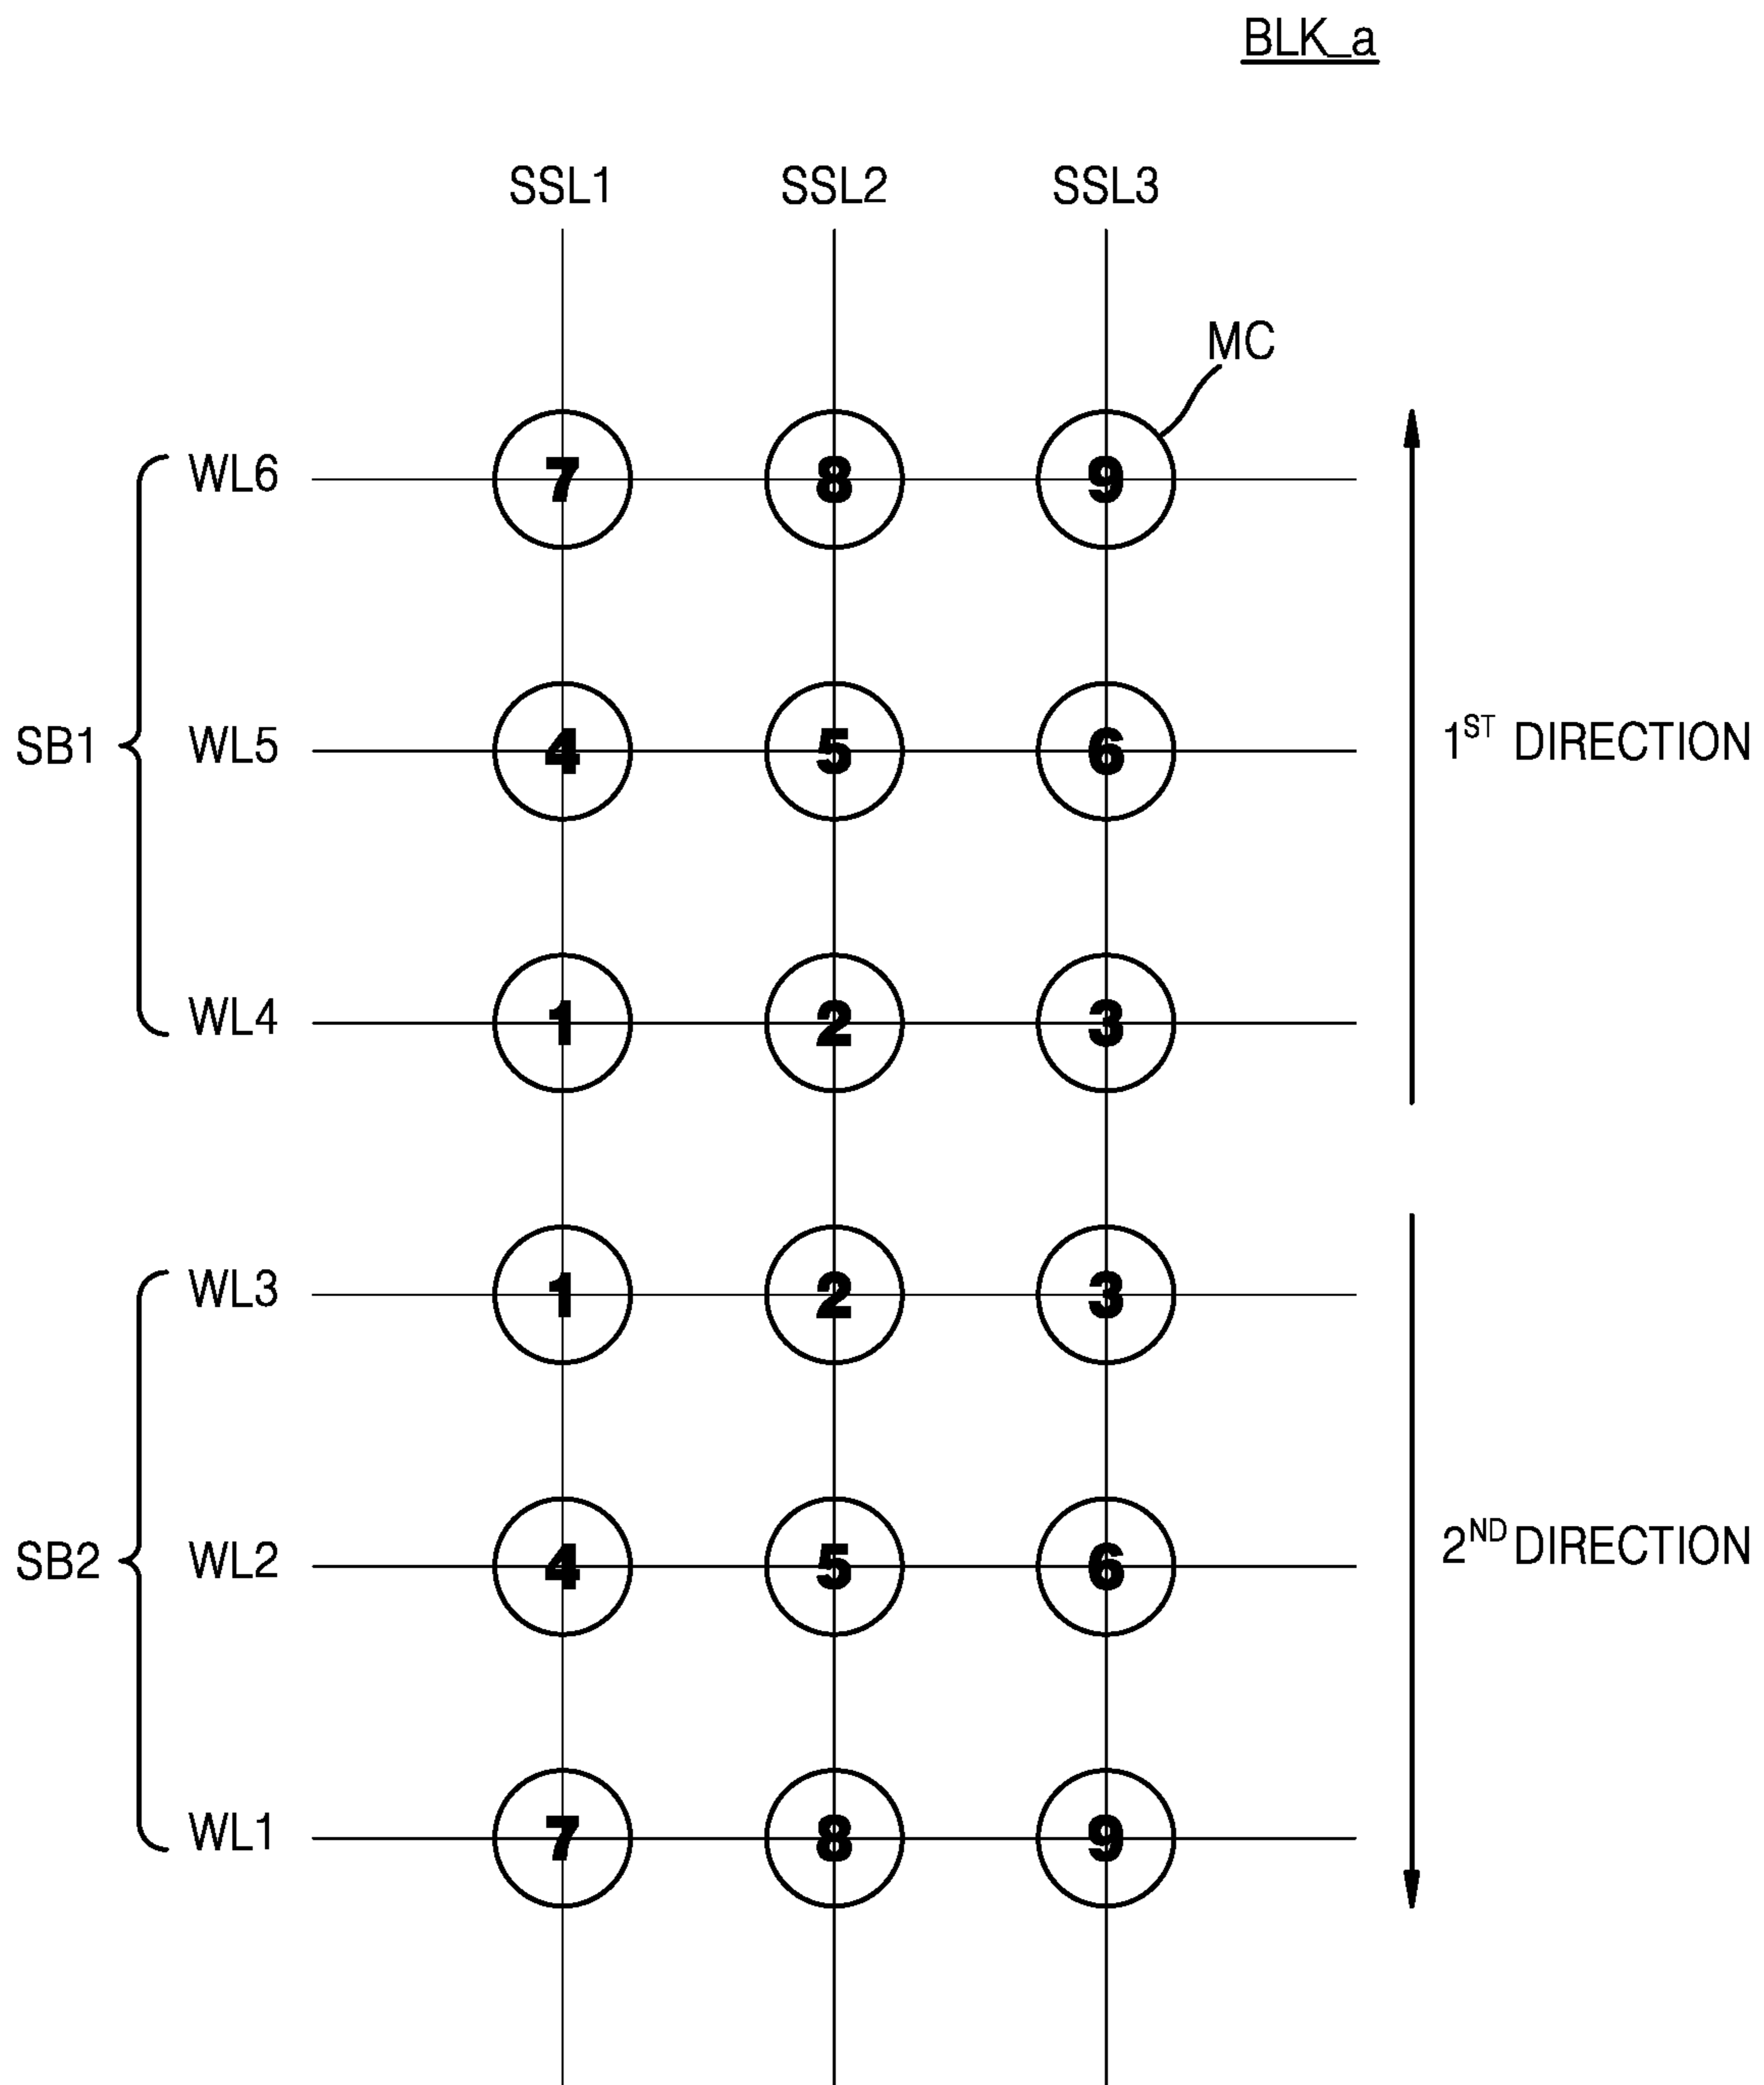 BLK_a
SSL1 SSL2 SSL3
MC
WL6 7 8 9
SB1 WL5 4 5 6 1ST DIRECTION
WL4 1 2 3
WL3 1 2 3
SB2 WL2 4 5 6 2ND DIRECTION
WL1 7 8 9